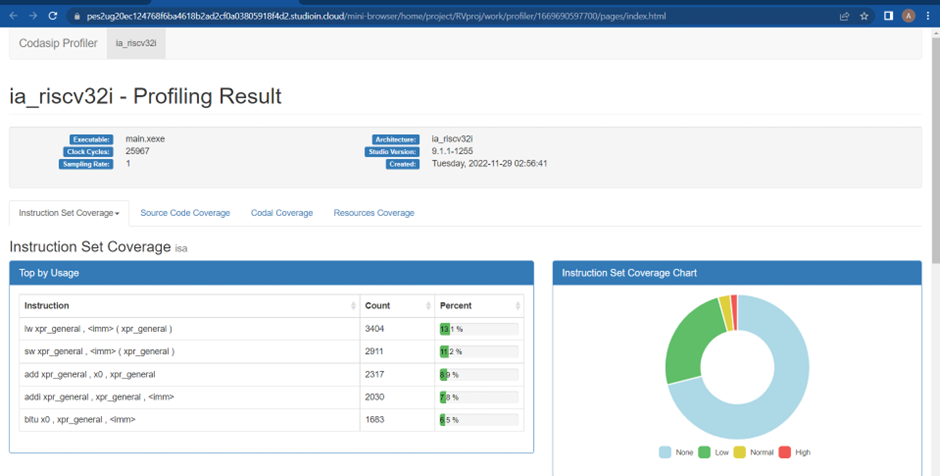 pes2ug20ec124768f6ba4618b2ad2cf0a03805918f4d2.studioin.cloud/mini-browser/home/project/RVproj/work/profiler/1669690597700/pages/index.html
A
Codasip Profiler ia_riscv32i
ia_riscv32i - Profiling Result
Executable: main.xexe Architecture: ia_riscv32i
Clock Cycles: 25967 Studio Version: 9.1.1-1255
Sampling Rate: 1 Created: Tuesday, 2022-11-29 02:56:41
Instruction Set Coverage Source Code Coverage Codal Coverage Resources Coverage
Instruction Set Coverage isa
Top by Usage
Instruction Count Percent
lw xpr_general , <imm> ( xpr_general ) 3404 13.1 %
sw xpr_general , <imm> ( xpr_general ) 2911 11.2 %
add xpr_general , x0 , xpr_general 2317 8.9 %
addi xpr_general , xpr_general , <imm> 2030 7.8 %
bltu x0 , xpr_general , <imm> 1683 6.5 %
Instruction Set Coverage Chart
None Low Normal High